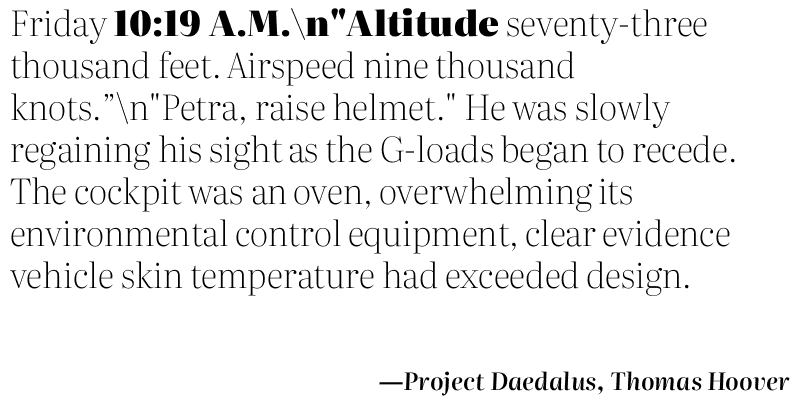 Friday 10:19 A.M.\n"Altitude seventy-three
thousand feet. Airspeed nine thousand
knots.”\n"Petra, raise helmet." He was slowly
regaining his sight as the G-loads began to recede.
The cockpit was an oven, overwhelming its
environmental control equipment, clear evidence
vehicle skin temperature had exceeded design.
—Project Daedalus, Thomas Hoover